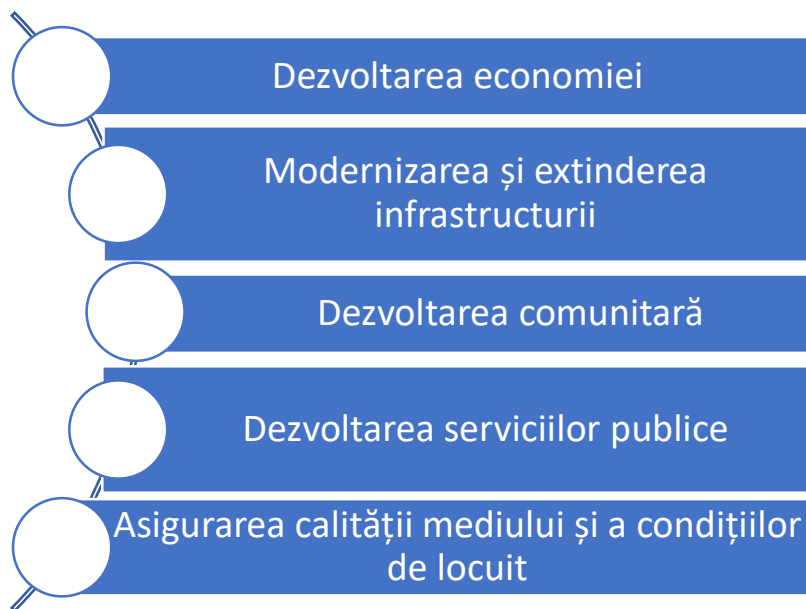 Dezvoltarea economiei
Modernizarea și extinderea
infrastructurii
Dezvoltarea comunitară
Dezvoltarea serviciilor publice
Asigurarea calității mediului și a condițiilor
de locuit